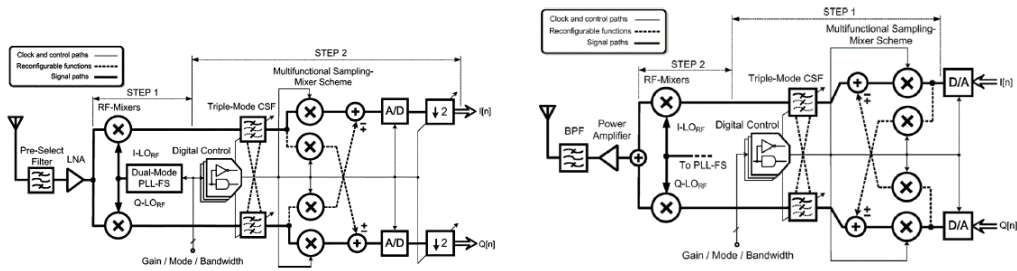 Clock and control paths
Reconfigurable functions
Signal paths
STEP 2
STEP 1
Multifunctional Sampling-
Mixer Scheme
RF-Mixers
Triple-Mode CSF
A/D
↓2
I[n]
Pre-Select
Filter
LNA
I-LORF
Digital Control
Dual-Mode
PLL-FS
Q-LORF
A/D
↓2
Q[n]
Gain / Mode / Bandwidth
Clock and control paths
Reconfigurable functions
Signal paths
STEP 1
STEP 2
Multifunctional Sampling-
Mixer Scheme
RF-Mixers
Triple-Mode CSF
D/A
I[n]
BPF
Power
Amplifier
I-LORF
Digital Control
To PLL-FS
Q-LORF
D/A
Q[n]
Gain / Mode / Bandwidth